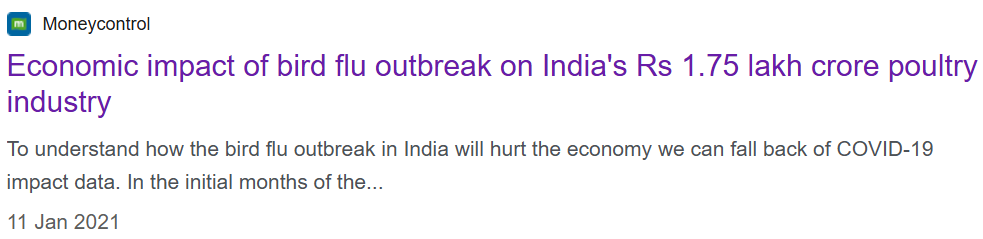 Moneycontrol
Economic impact of bird flu outbreak on India's Rs 1.75 lakh crore poultry
industry
To understand how the bird flu outbreak in India will hurt the economy we can fall back of COVID-19
impact data. In the initial months of the...
11 Jan 2021